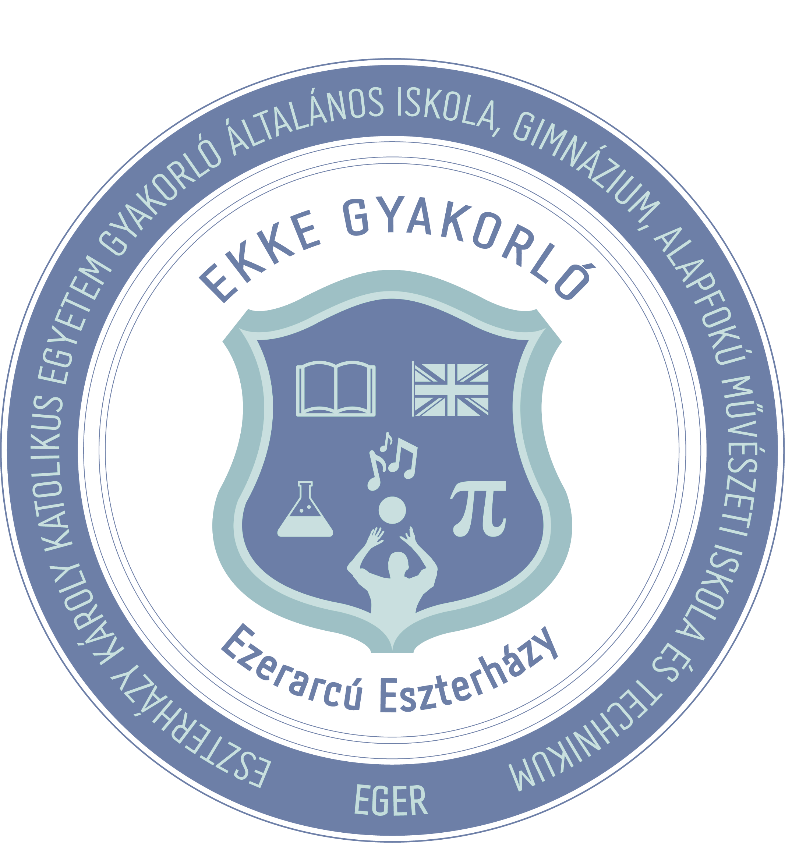 ESZTERHÁZY KÁROLY KATOLIKUS EGYETEM GYAKORLÓ ÁLTALÁNOS ISKOLA, GIMNÁZIUM, ALAPFOKÚ MŰVÉSZETI ISKOLA ÉS TECHNIKUM
EKKE GYAKORLÓ
π
Ezerarcú Eszterházy
EGER